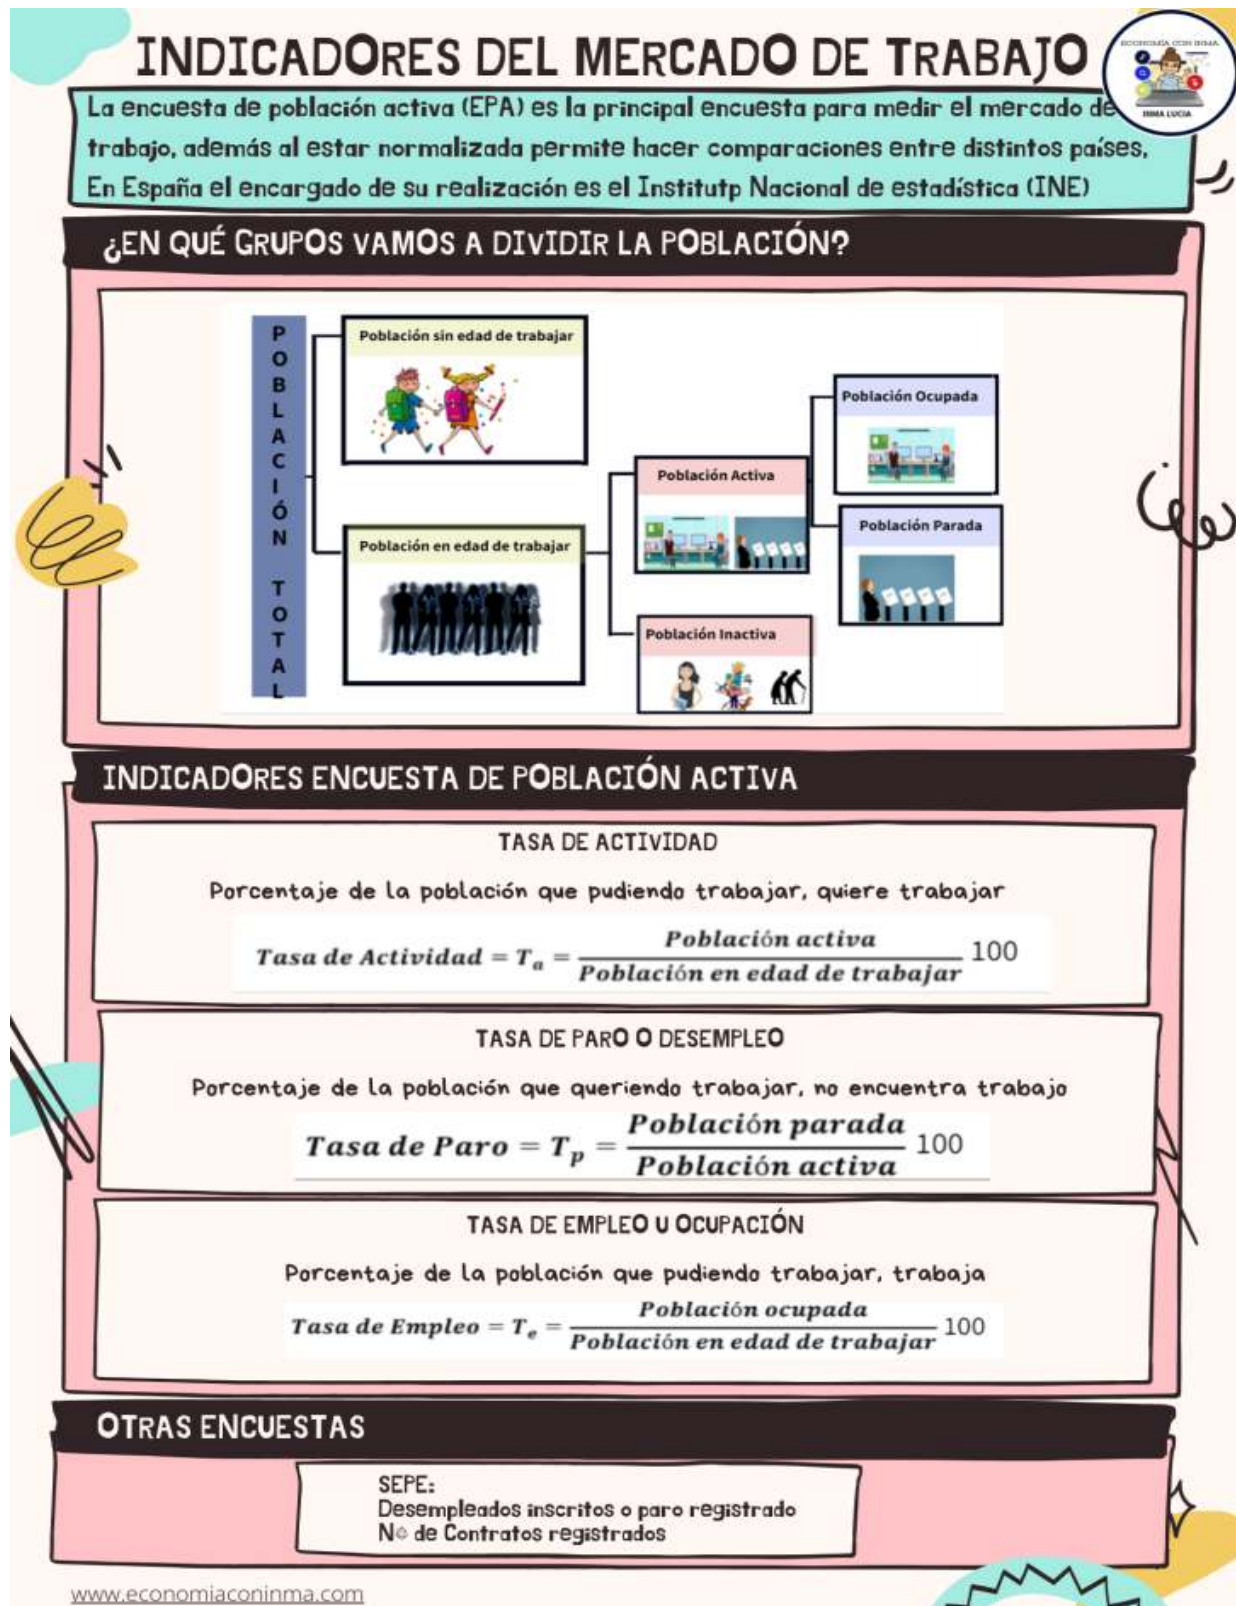 INDICADORES DEL MERCADO DE TRABAJO
ECONOMÍA CON INMA
INMA LUCIA
La encuesta de población activa (EPA) es la principal encuesta para medir el mercado de
trabajo, además al estar normalizada permite hacer comparaciones entre distintos países,
En España el encargado de su realización es el Institutp Nacional de estadística (INE)
¿EN QUÉ GRUPOS VAMOS A DIVIDIR LA POBLACIÓN?
POBLACIÓN TOTAL
Población sin edad de trabajar
Población en edad de trabajar
Población Activa
Población Inactiva
Población Ocupada
Población Parada
INDICADORES ENCUESTA DE POBLACIÓN ACTIVA
TASA DE ACTIVIDAD
Porcentaje de la población que pudiendo trabajar, quiere trabajar
Tasa de Actividad = Ta = Población activa / Población en edad de trabajar 100
TASA DE PARO O DESEMPLEO
Porcentaje de la población que queriendo trabajar, no encuentra trabajo
Tasa de Paro = Tp = Población parada / Población activa 100
TASA DE EMPLEO U OCUPACIÓN
Porcentaje de la población que pudiendo trabajar, trabaja
Tasa de Empleo = Te = Población ocupada / Población en edad de trabajar 100
OTRAS ENCUESTAS
SEPE:
Desempleados inscritos o paro registrado
Nº de Contratos registrados
www.economiaconinma.com